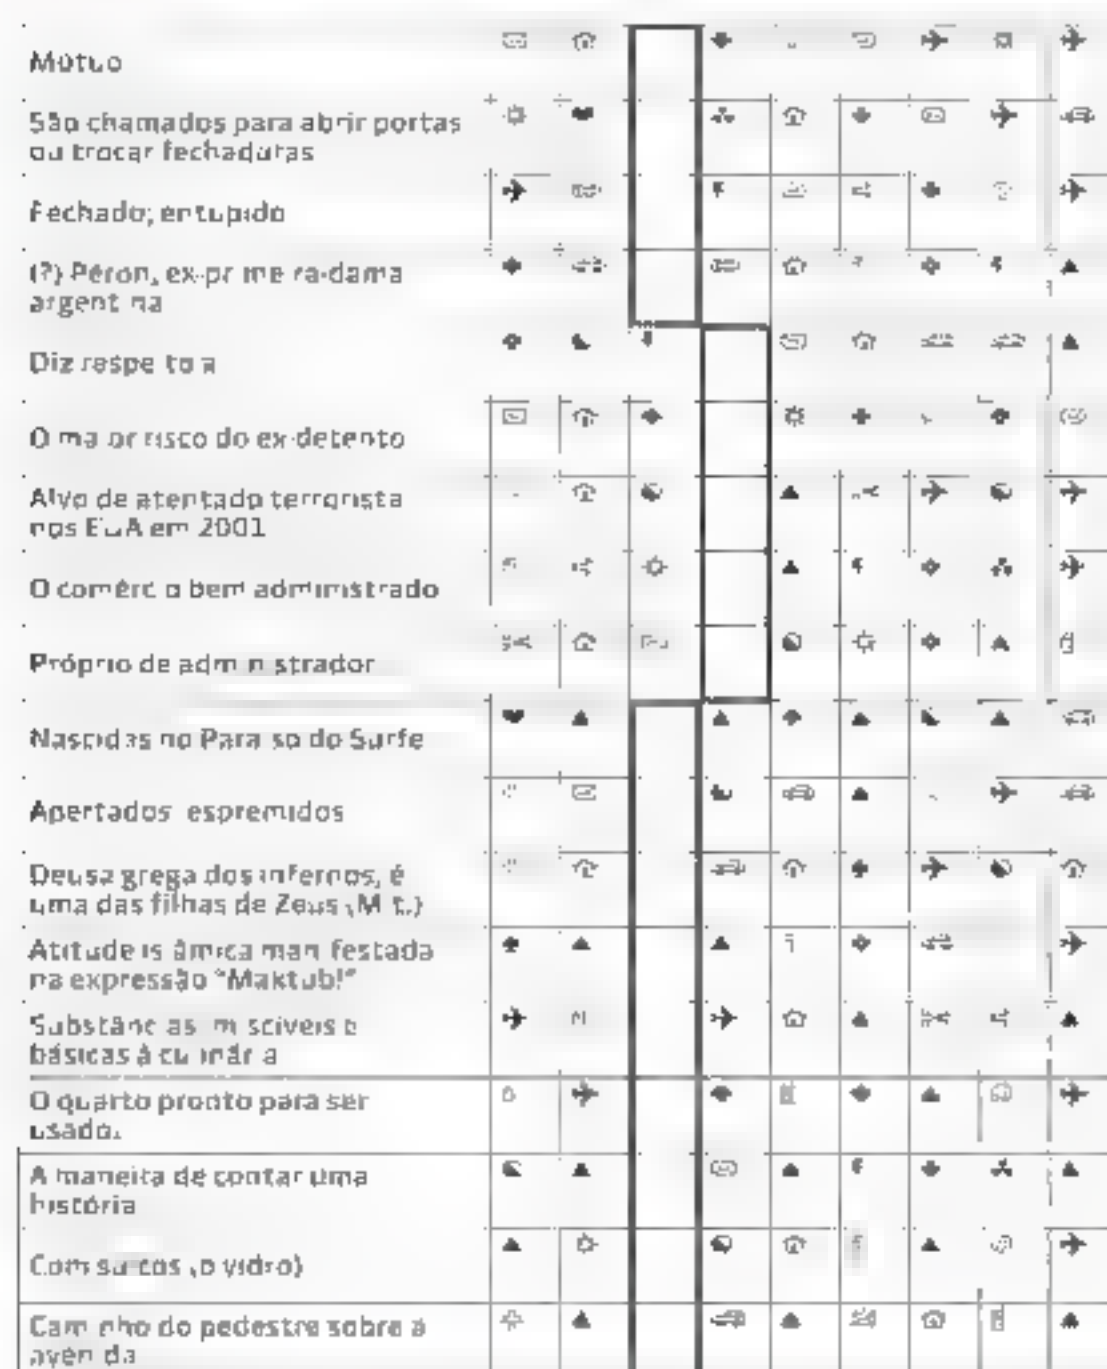 Mútuo
São chamados para abrir portas
ou trocar fechaduras
Fechado; entupido
(?) Péron, ex-primeira-dama
argentina
Diz respeito a
O maior risco do ex-detento
Alvo de atentado terrorista
nos EUA em 2001
O comércio bem administrado
Próprio de administrador
Nascidas no Paraíso do Surfe
Apertados espremidos
Deusa grega dos infernos, é
uma das filhas de Zeus (Mit.)
Atitude islâmica manifestada
na expressão "Maktub!"
Substâncias miscíveis e
básicas à culinária
O quarto pronto para ser
usado.
A maneira de contar uma
história
Com sulcos (o vidro)
Caminho do pedestre sobre a
avenida